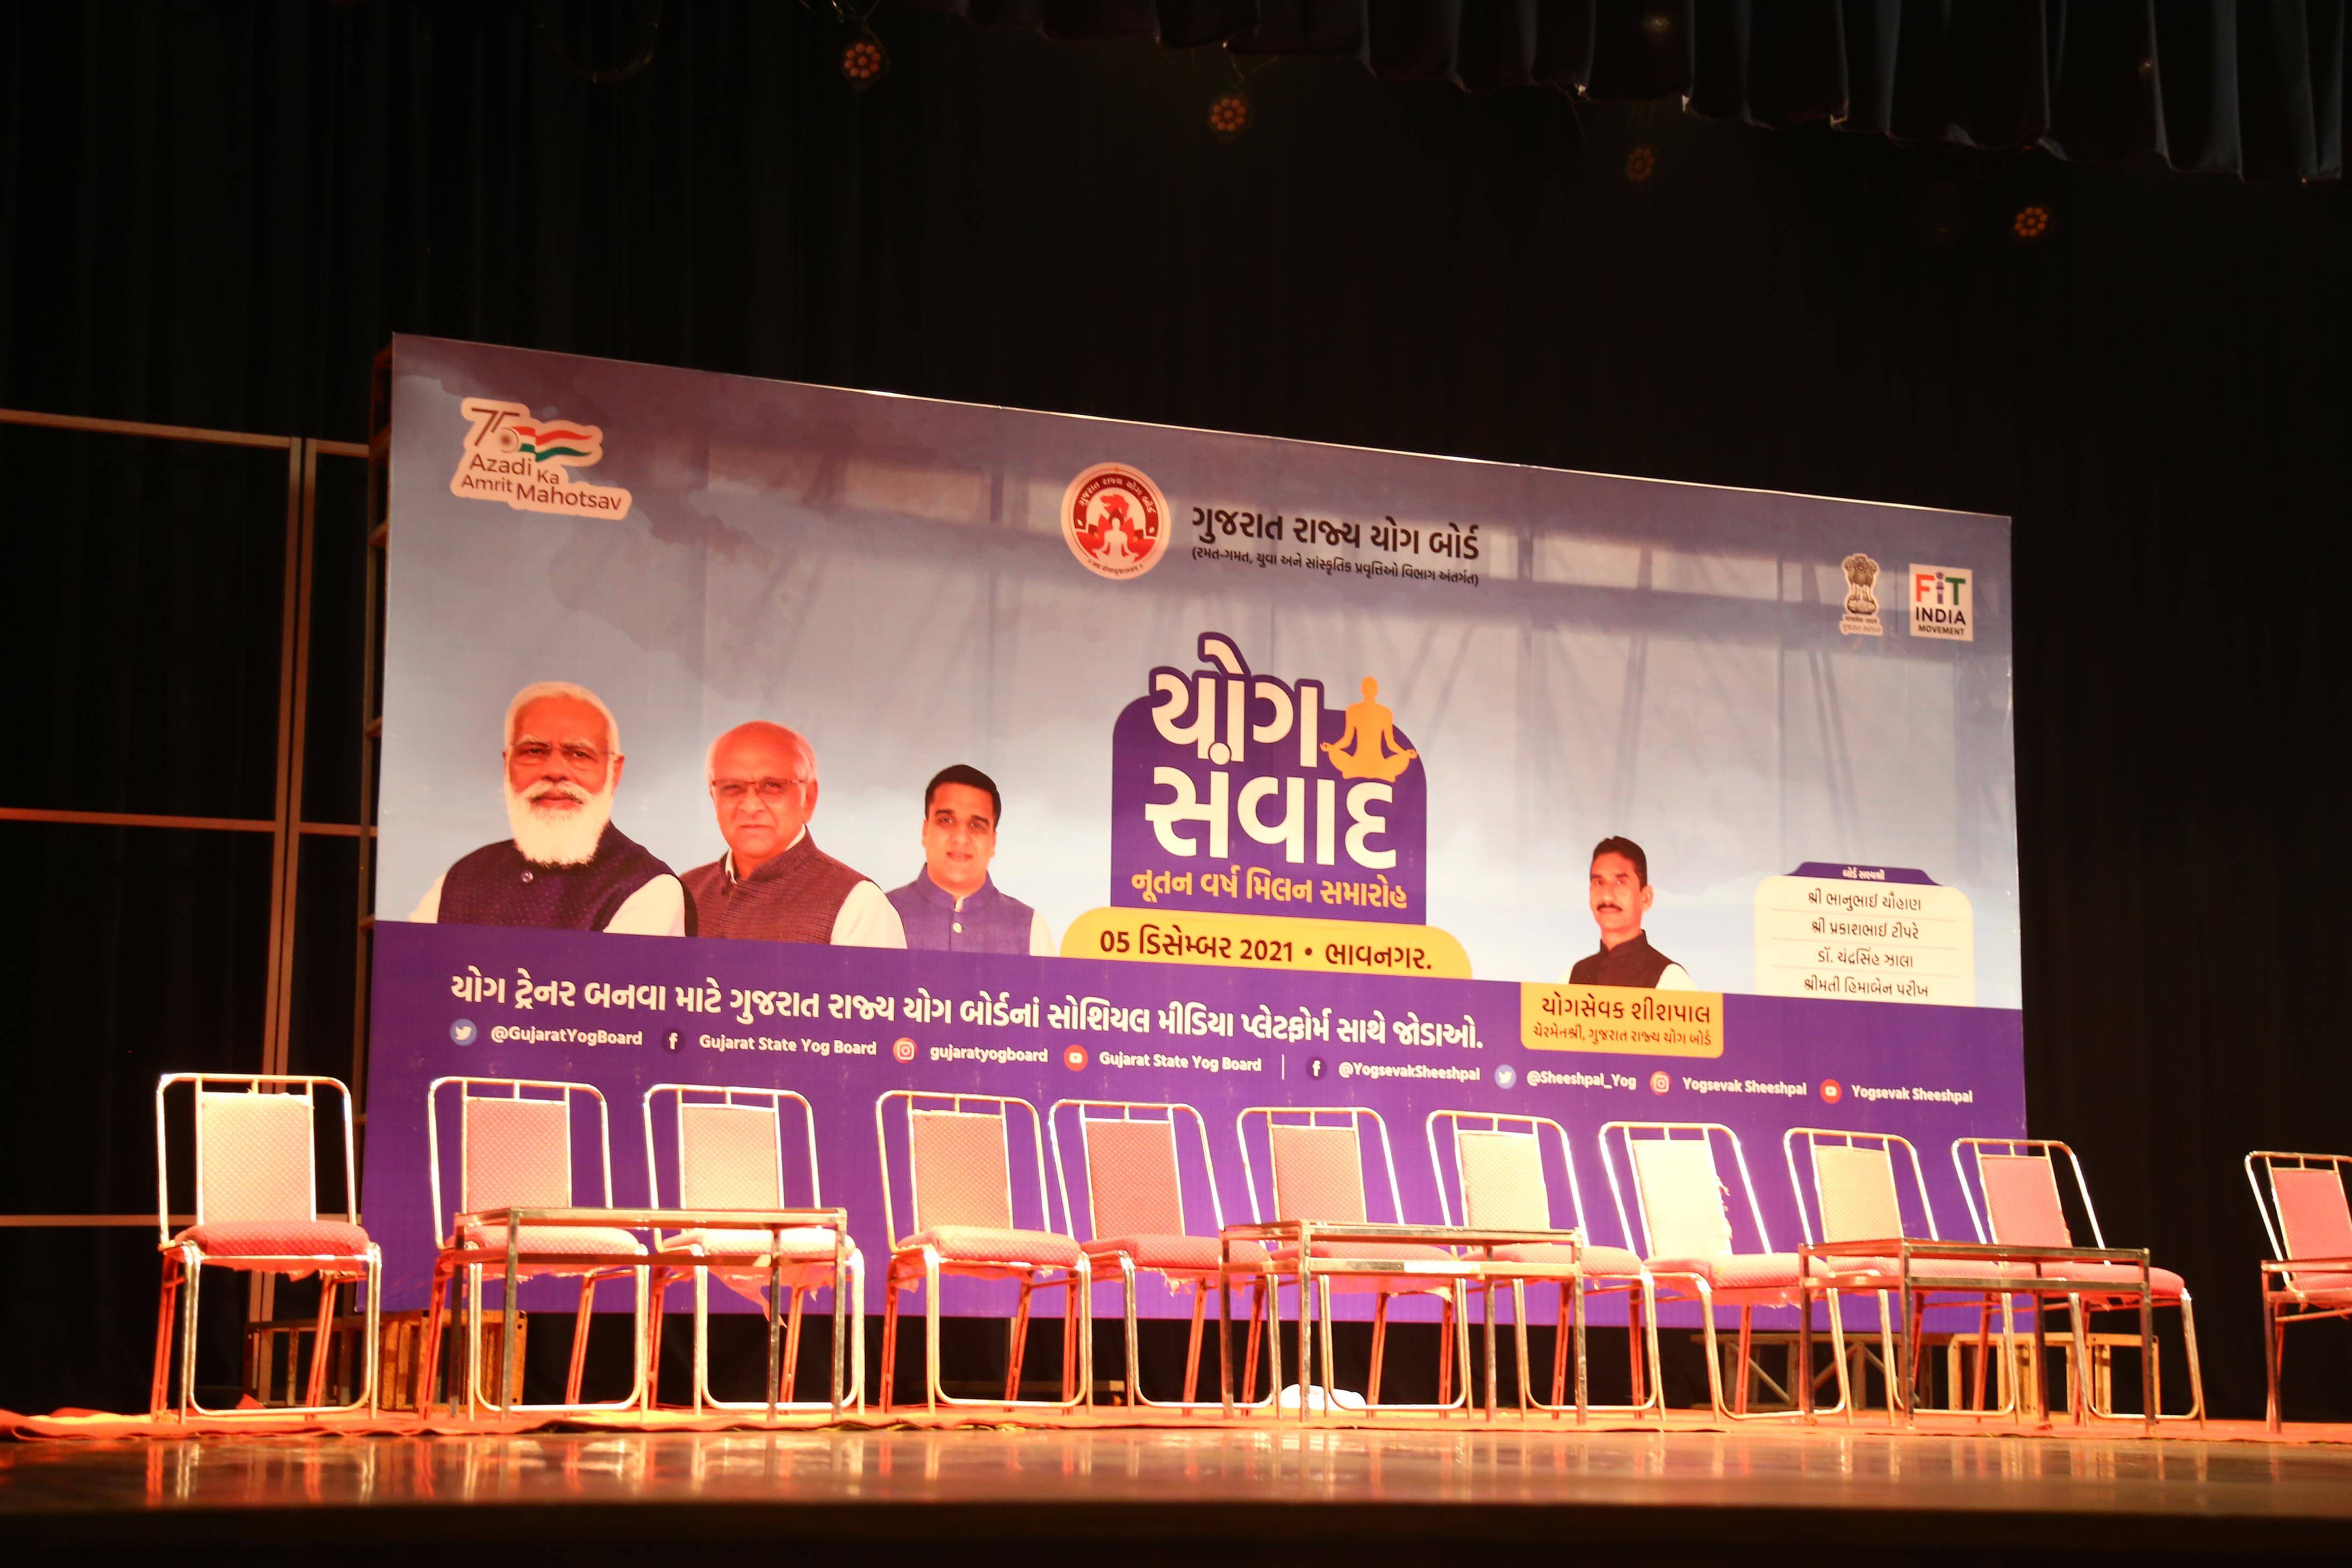 75
Azadi Ka
Amrit Mahotsav
ગુજરાત રાજ્ય યોગ બોર્ડ
ગુજરાત રાજ્ય યોગ બોર્ડ
(રમત-ગમત, યુવા અને સાંસ્કૃતિક પ્રવૃત્તિઓ વિભાગ અંતર્ગત)
FiT
INDIA
MOVEMENT
યોગ
સંવાદ
નૂતન વર્ષ મિલન સમારોહ
05 ડિસેમ્બર 2021 • ભાવનગર.
બોર્ડ સભ્યશ્રી
શ્રી ભાનુભાઈ ચૌહાણ
શ્રી પ્રકાશભાઈ ટીપરે
ડૉ. ચંદ્રસિંહ ઝાલા
શ્રીમતી હિમાબેન પરીખ
યોગસેવક શીશપાલ
ચેરમેનશ્રી, ગુજરાત રાજ્ય યોગ બોર્ડ
યોગ ટ્રેનર બનવા માટે ગુજરાત રાજ્ય યોગ બોર્ડનાં સોશિયલ મીડિયા પ્લેટફોર્મ સાથે જોડાઓ.
@GujaratYogBoard Gujarat State Yog Board gujaratyogboard Gujarat State Yog Board | @YogsevakSheeshpal @Sheeshpal_Yog Yogsevak Sheeshpal Yogsevak Sheeshpal